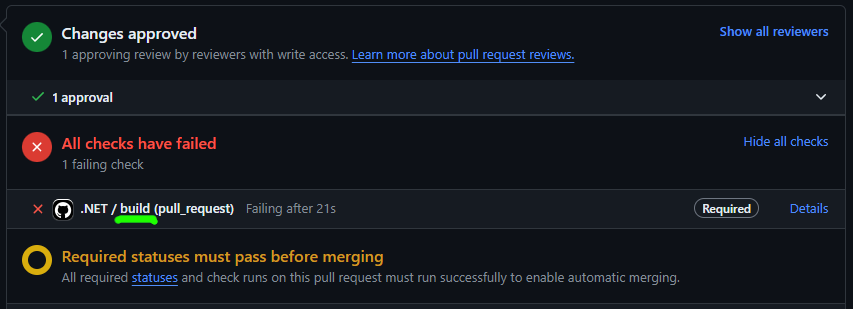 Changes approved
Show all reviewers
1 approving review by reviewers with write access. Learn more about pull request reviews.
1 approval
All checks have failed
Hide all checks
1 failing check
.NET / build (pull_request) Failing after 21s
Required
Details
Required statuses must pass before merging
All required statuses and check runs on this pull request must run successfully to enable automatic merging.